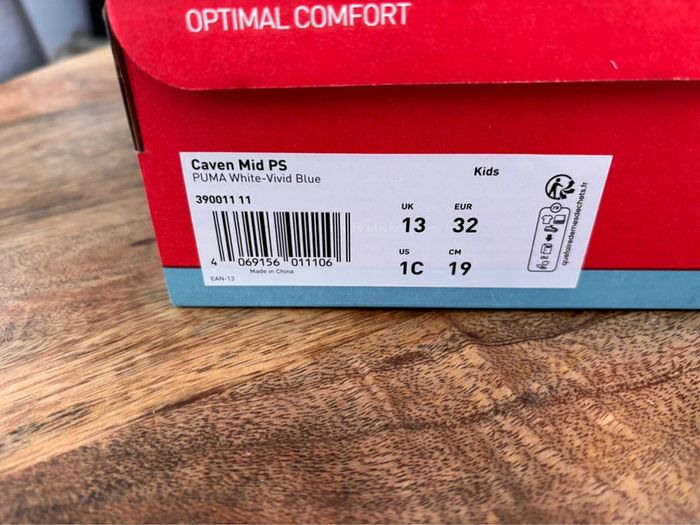 OPTIMAL COMFORT
Caven Mid PS
PUMA White-Vivid Blue
Kids
390011 11
UK EUR
13 32
US CM
1C 19
4 069156 011106
Made in China
EAN-13
FR
quefairedemesdechets.fr